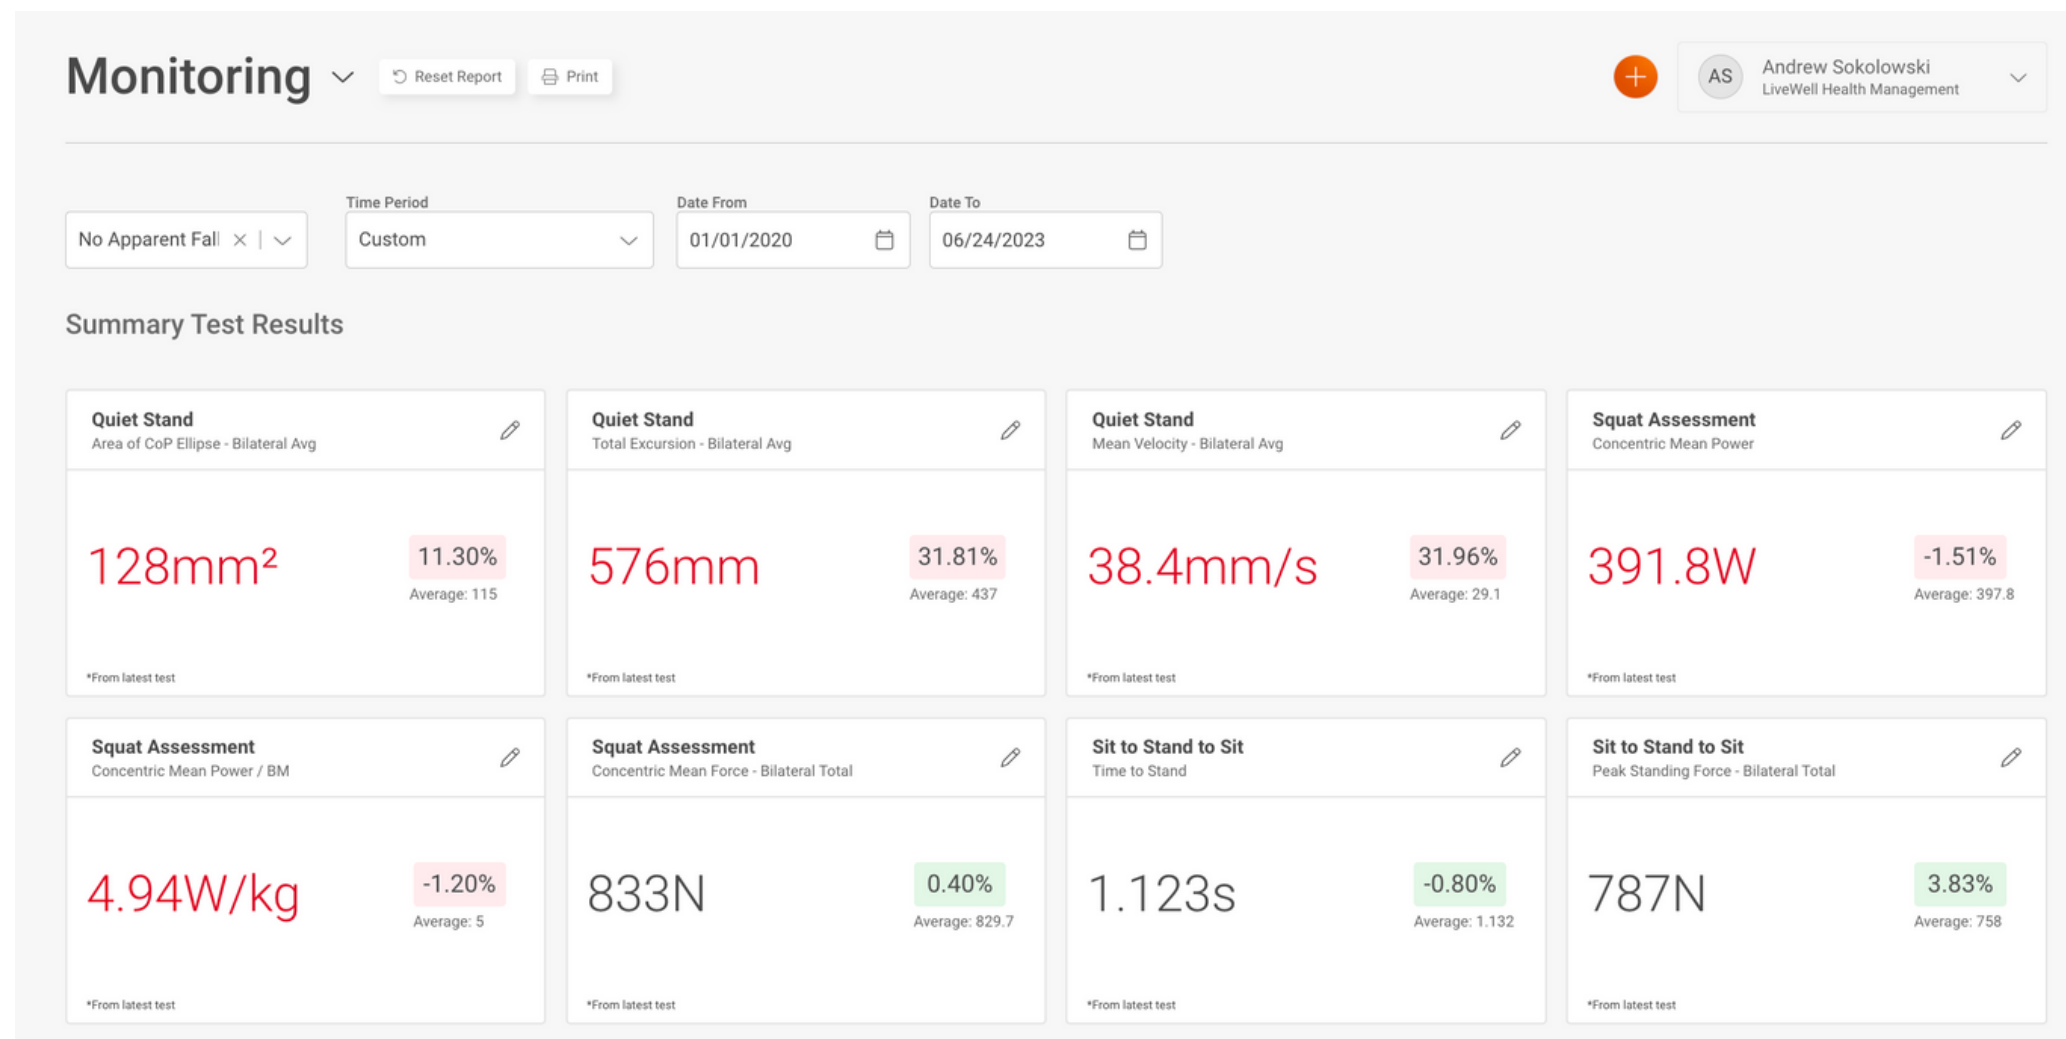 Monitoring
Reset Report
Print
AS
Andrew Sokolowski
LiveWell Health Management
Time Period
Date From
Date To
No Apparent Fal
Custom
01/01/2020
06/24/2023
Summary Test Results
Quiet Stand
Area of CoP Ellipse - Bilateral Avg
128mm²
11.30%
Average: 115
*From latest test
Quiet Stand
Total Excursion - Bilateral Avg
576mm
31.81%
Average: 437
*From latest test
Quiet Stand
Mean Velocity - Bilateral Avg
38.4mm/s
31.96%
Average: 29.1
*From latest test
Squat Assessment
Concentric Mean Power
391.8W
-1.51%
Average: 397.8
*From latest test
Squat Assessment
Concentric Mean Power / BM
4.94W/kg
-1.20%
Average: 5
*From latest test
Squat Assessment
Concentric Mean Force - Bilateral Total
833N
0.40%
Average: 829.7
*From latest test
Sit to Stand to Sit
Time to Stand
1.123s
-0.80%
Average: 1.132
*From latest test
Sit to Stand to Sit
Peak Standing Force - Bilateral Total
787N
3.83%
Average: 758
*From latest test